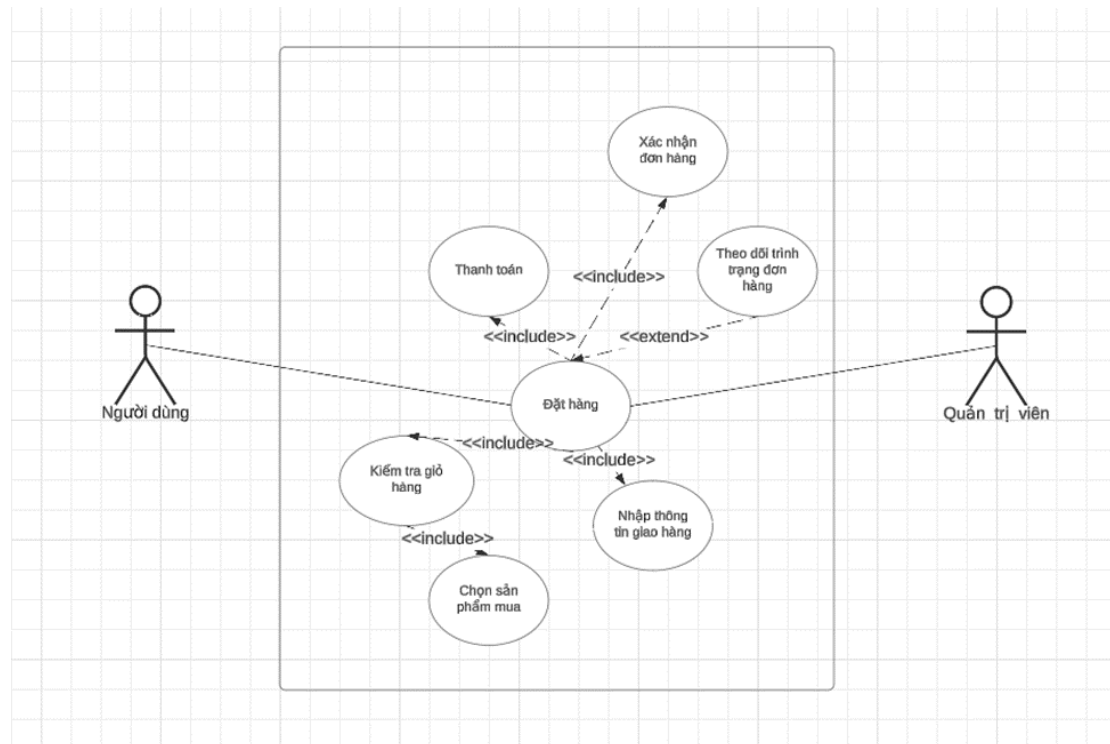 Xác nhận
đơn hàng
Theo dõi trình
trạng đơn
hàng
Thanh toán
<<include>>
<<include>>
<<extend>>
Người dùng
Đặt hàng
Quản trị viên
<<include>>
<<include>>
Kiểm tra giỏ
hàng
Nhập thông
tin giao hàng
<<include>>
Chọn sản
phẩm mua